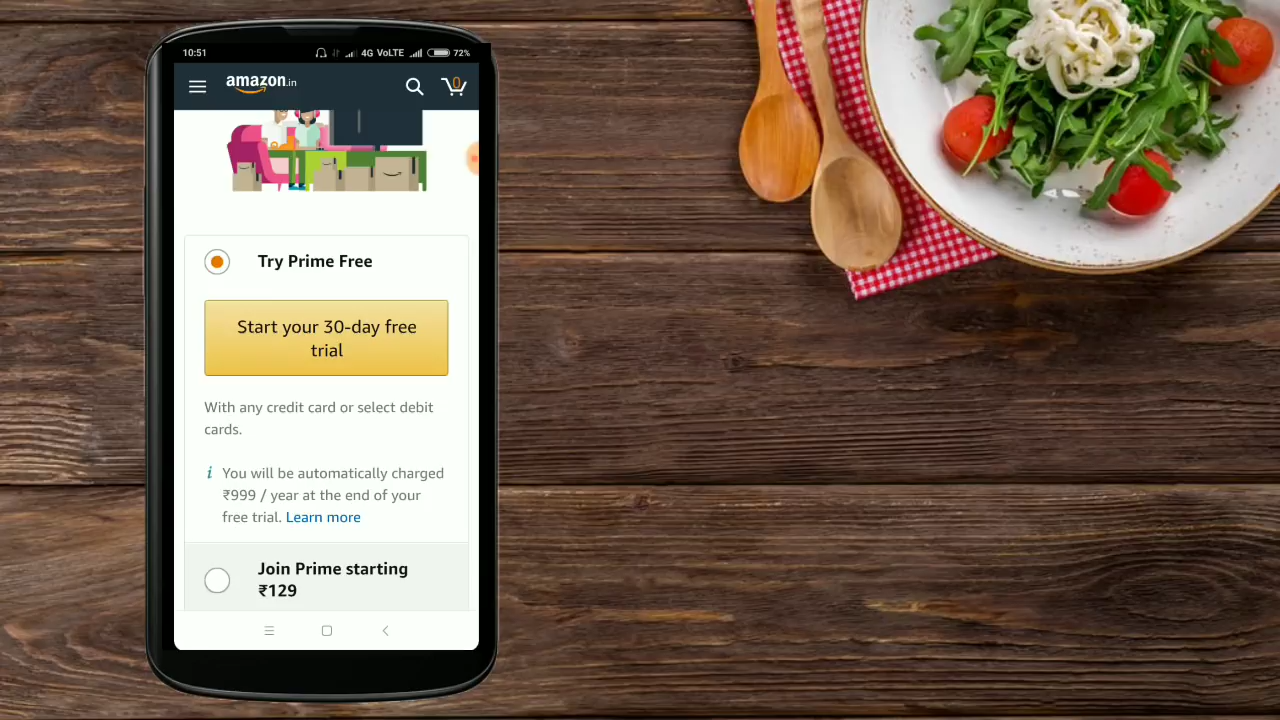 10:51 4G VoLTE 72%
amazon.in 0
Try Prime Free
Start your 30-day free
trial
With any credit card or select debit
cards.
i You will be automatically charged
₹999 / year at the end of your
free trial. Learn more
Join Prime starting
₹129